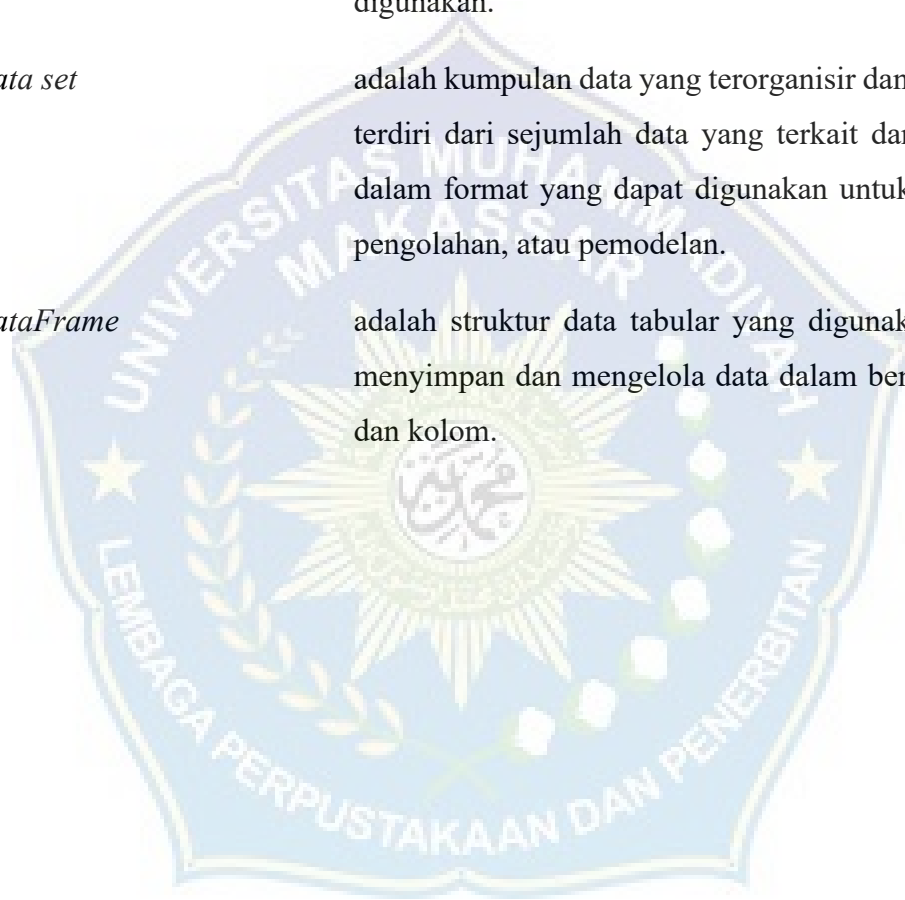 digunakan.
ata set
adalah kumpulan data yang terorganisir dan
terdiri dari sejumlah data yang terkait dan
dalam format yang dapat digunakan untuk
pengolahan, atau pemodelan.
ataFrame
adalah struktur data tabular yang digunak
menyimpan dan mengelola data dalam ber
dan kolom.
UNIVERSITAS MUHAMMADIYAH
MAKASSAR
محمد
LEMBAGA PERPUSTAKAAN DAN PENERBITAN